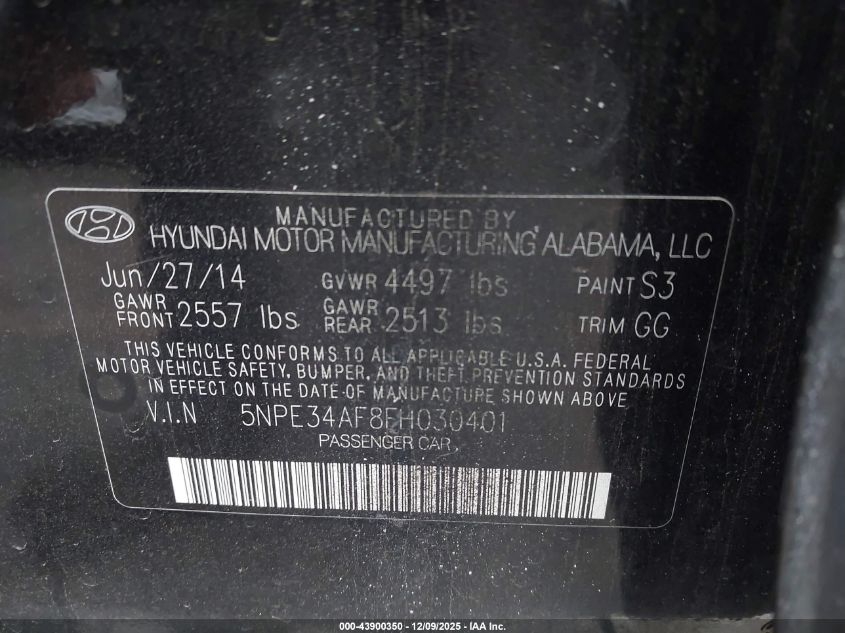 MANUFACTURED BY
HYUNDAI MOTOR MANUFACTURING ALABAMA, LLC
Jun/27/14 GVWR 4497 lbs PAINT S3
GAWR FRONT 2557 lbs GAWR REAR 2513 lbs TRIM GG
THIS VEHICLE CONFORMS TO ALL APPLICABLE U.S.A. FEDERAL
MOTOR VEHICLE SAFETY, BUMPER, AND THEFT PREVENTION STANDARDS
IN EFFECT ON THE DATE OF MANUFACTURE SHOWN ABOVE
V.I.N 5NPE34AF8FH030401
PASSENGER CAR
000-43900350 - 12/09/2025 - IAA Inc.